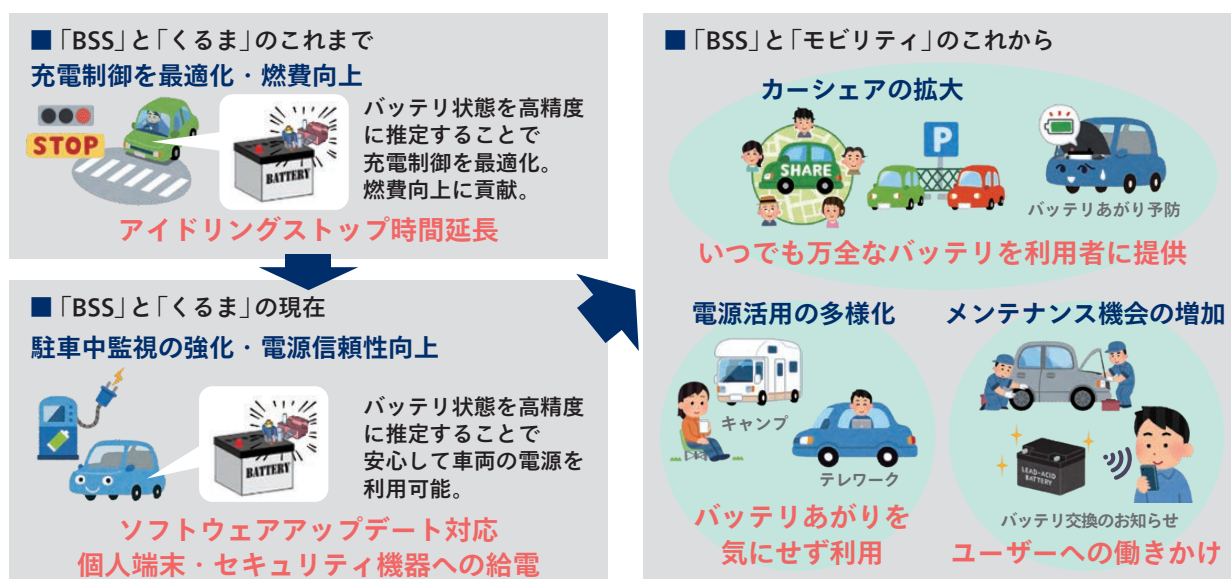 ■「BSS」と「くるま」のこれまで
充電制御を最適化・燃費向上
STOP
BATTERY
バッテリ状態を高精度
に推定することで
充電制御を最適化。
燃費向上に貢献。
アイドリングストップ時間延長
■「BSS」と「くるま」の現在
駐車中監視の強化・電源信頼性向上
BATTERY
バッテリ状態を高精度
に推定することで
安心して車両の電源を
利用可能。
ソフトウェアアップデート対応
個人端末・セキュリティ機器への給電
■「BSS」と「モビリティ」のこれから
カーシェアの拡大
SHARE
P
バッテリあがり予防
いつでも万全なバッテリを利用者に提供
電源活用の多様化
キャンプ
テレワーク
バッテリあがりを
気にせず利用
メンテナンス機会の増加
LEAD-ACID
BATTERY
バッテリ交換のお知らせ
ユーザーへの働きかけ